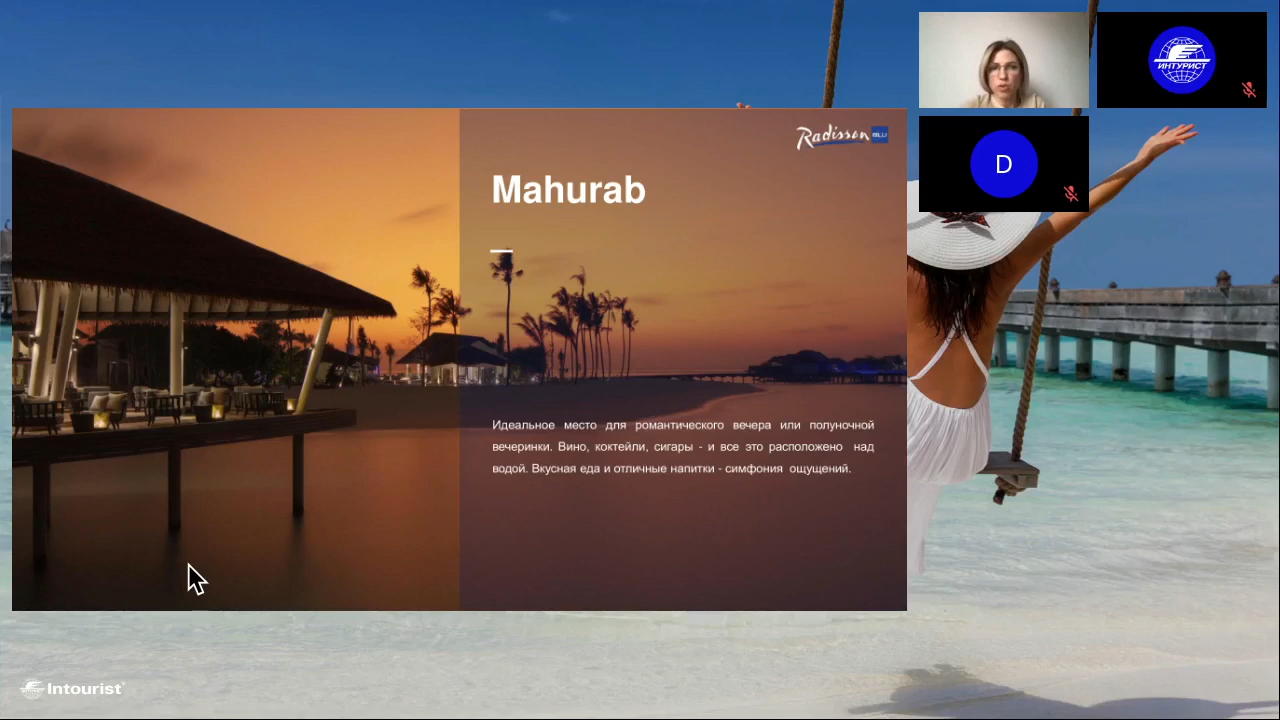 Radisson BLU
Mahurab
Идеальное место для романтического вечера или полуночной
вечеринки. Вино, коктейли, сигары - и все это расположено над
водой. Вкусная еда и отличные напитки - симфония ощущений.
ИНТУРИСТ
D
Intourist